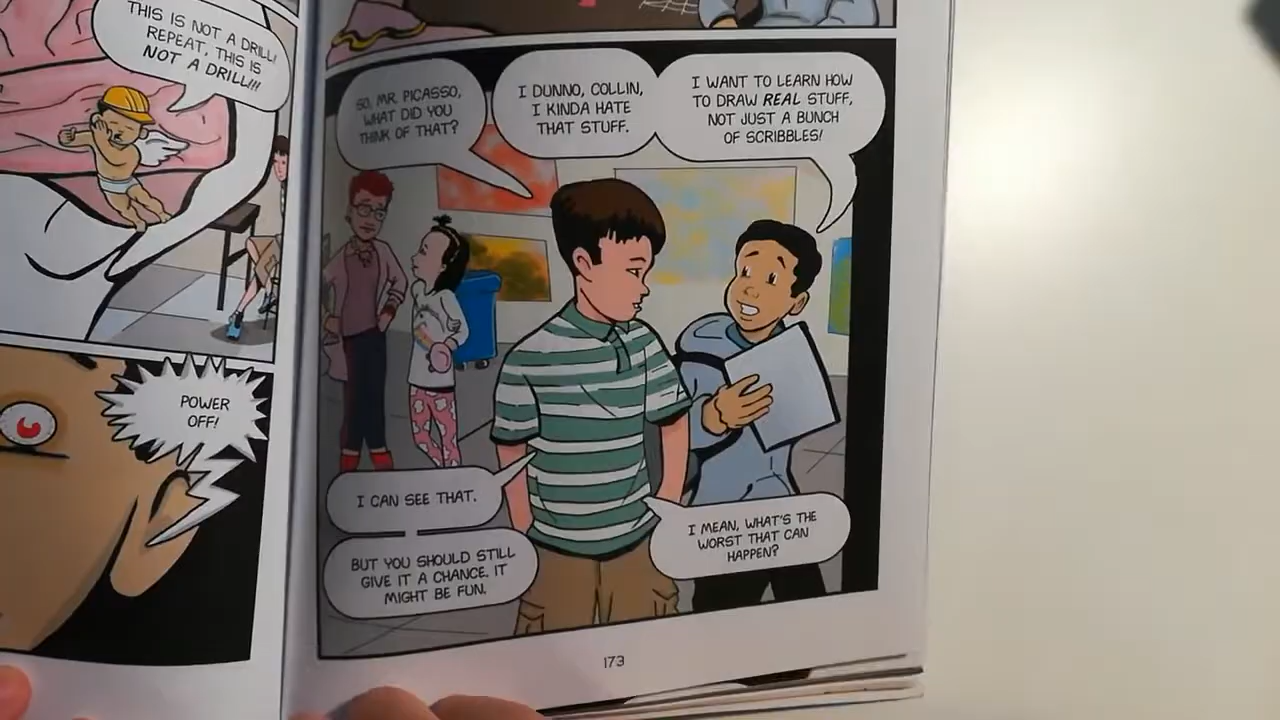 THIS IS NOT A DRILL!
REPEAT, THIS IS
NOT A DRILL!!!
POWER
OFF!
SO, MR. PICASSO,
WHAT DID YOU
THINK OF THAT?
I DUNNO, COLLIN,
I KINDA HATE
THAT STUFF.
I WANT TO LEARN HOW
TO DRAW REAL STUFF,
NOT JUST A BUNCH
OF SCRIBBLES!
I CAN SEE THAT.
BUT YOU SHOULD STILL
GIVE IT A CHANCE. IT
MIGHT BE FUN.
I MEAN, WHAT'S THE
WORST THAT CAN
HAPPEN?
173